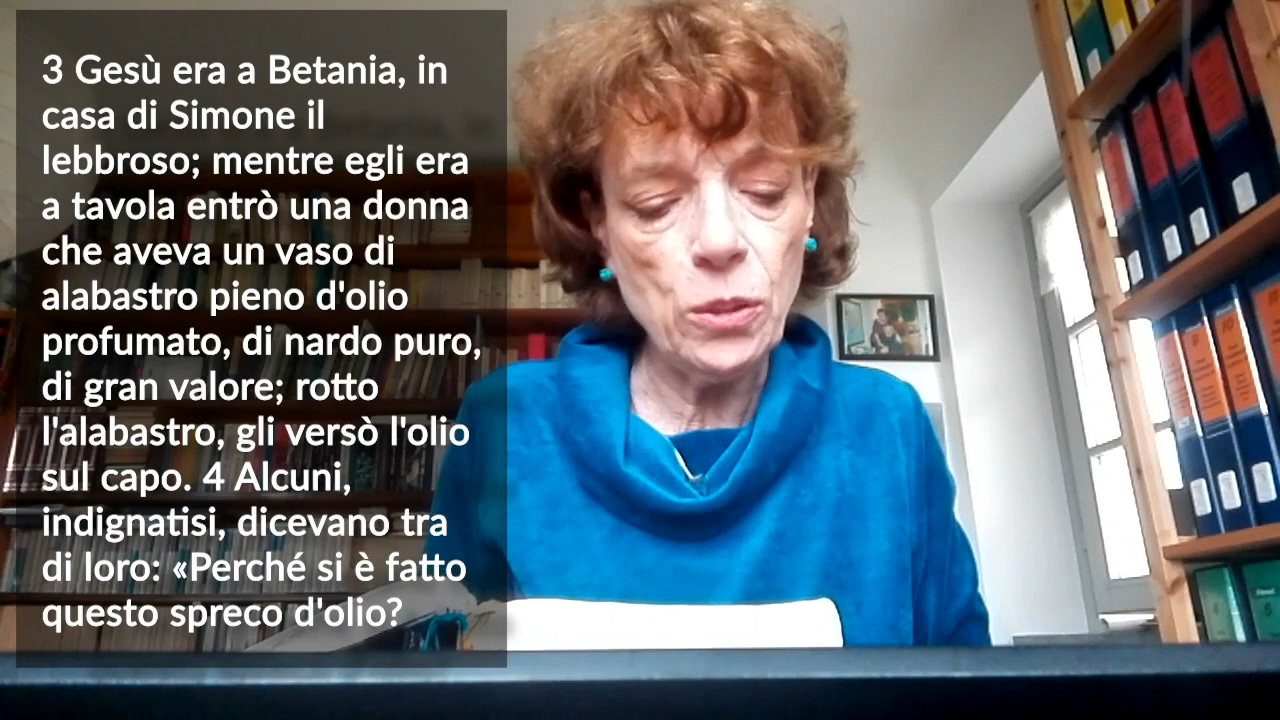 3 Gesù era a Betania, in
casa di Simone il
lebbroso; mentre egli era
a tavola entrò una donna
che aveva un vaso di
alabastro pieno d'olio
profumato, di nardo puro,
di gran valore; rotto
l'alabastro, gli versò l'olio
sul capo. 4 Alcuni,
indignatisi, dicevano tra
di loro: «Perché si è fatto
questo spreco d'olio?